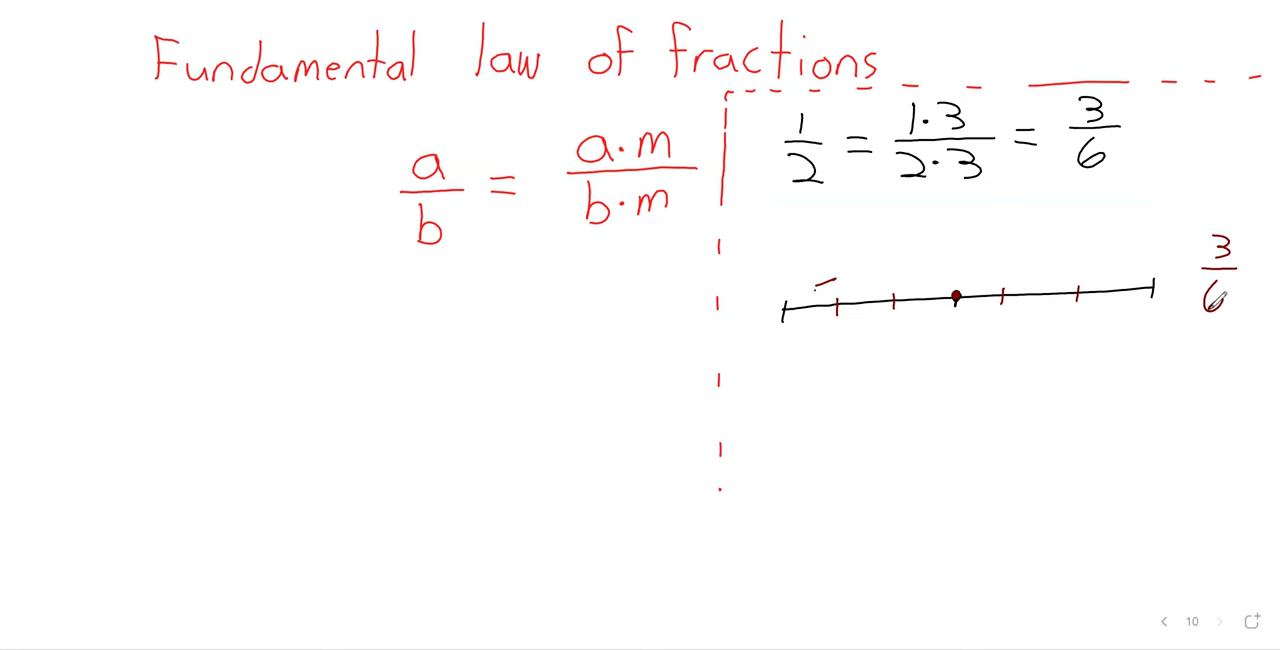 Fundamental law of fractions
a/b = a·m/b·m
1/2 = 1·3/2·3 = 3/6
3/6
10